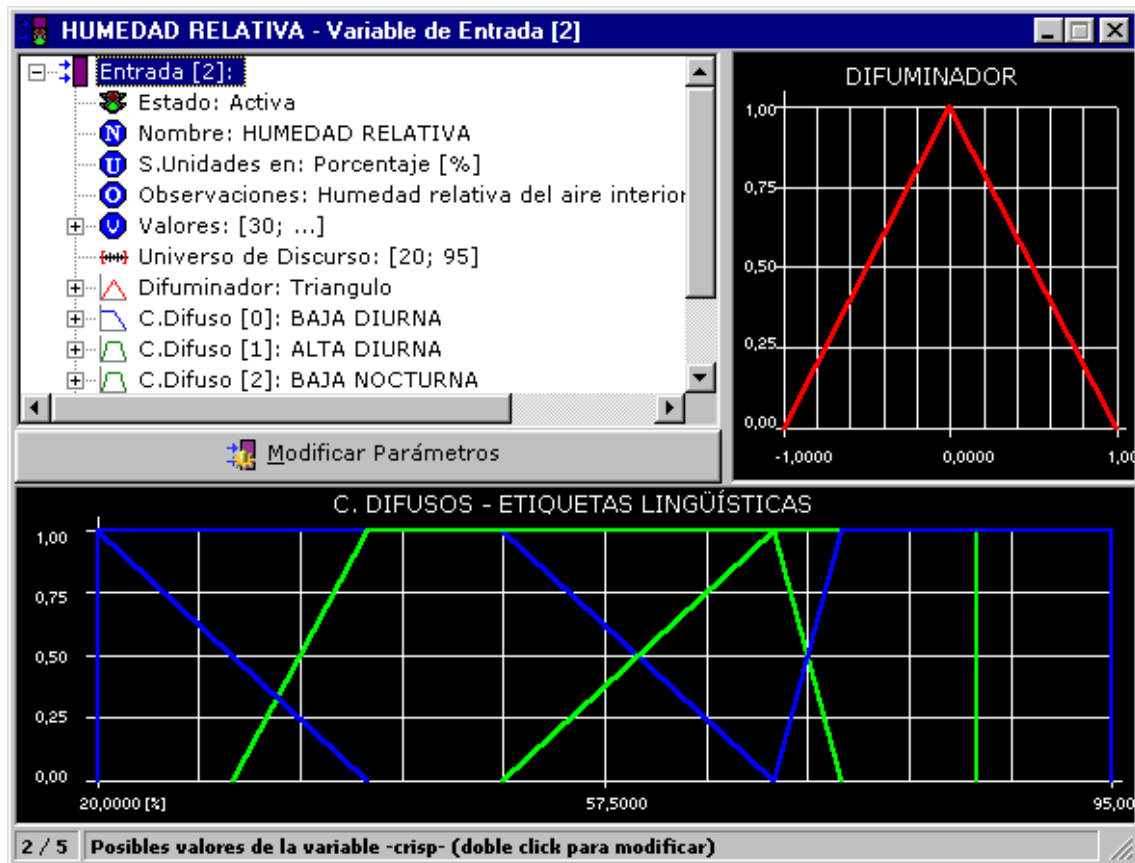 HUMEDAD RELATIVA - Variable de Entrada [2]
Entrada [2]:
Estado: Activa
N Nombre: HUMEDAD RELATIVA
U S.Unidades en: Porcentaje [%]
O Observaciones: Humedad relativa del aire interior
V Valores: [30; ...]
Universo de Discurso: [20; 95]
Difuminador: Triangulo
C.Difuso [0]: BAJA DIURNA
C.Difuso [1]: ALTA DIURNA
C.Difuso [2]: BAJA NOCTURNA
Modificar Parámetros
DIFUMINADOR
1,00
0,75
0,50
0,25
0,00
-1,0000 0,0000 1,00
C. DIFUSOS - ETIQUETAS LINGÜÍSTICAS
1,00
0,75
0,50
0,25
0,00
20,0000 [%] 57,5000 95,00
2 / 5 Posibles valores de la variable -crisp- (doble click para modificar)